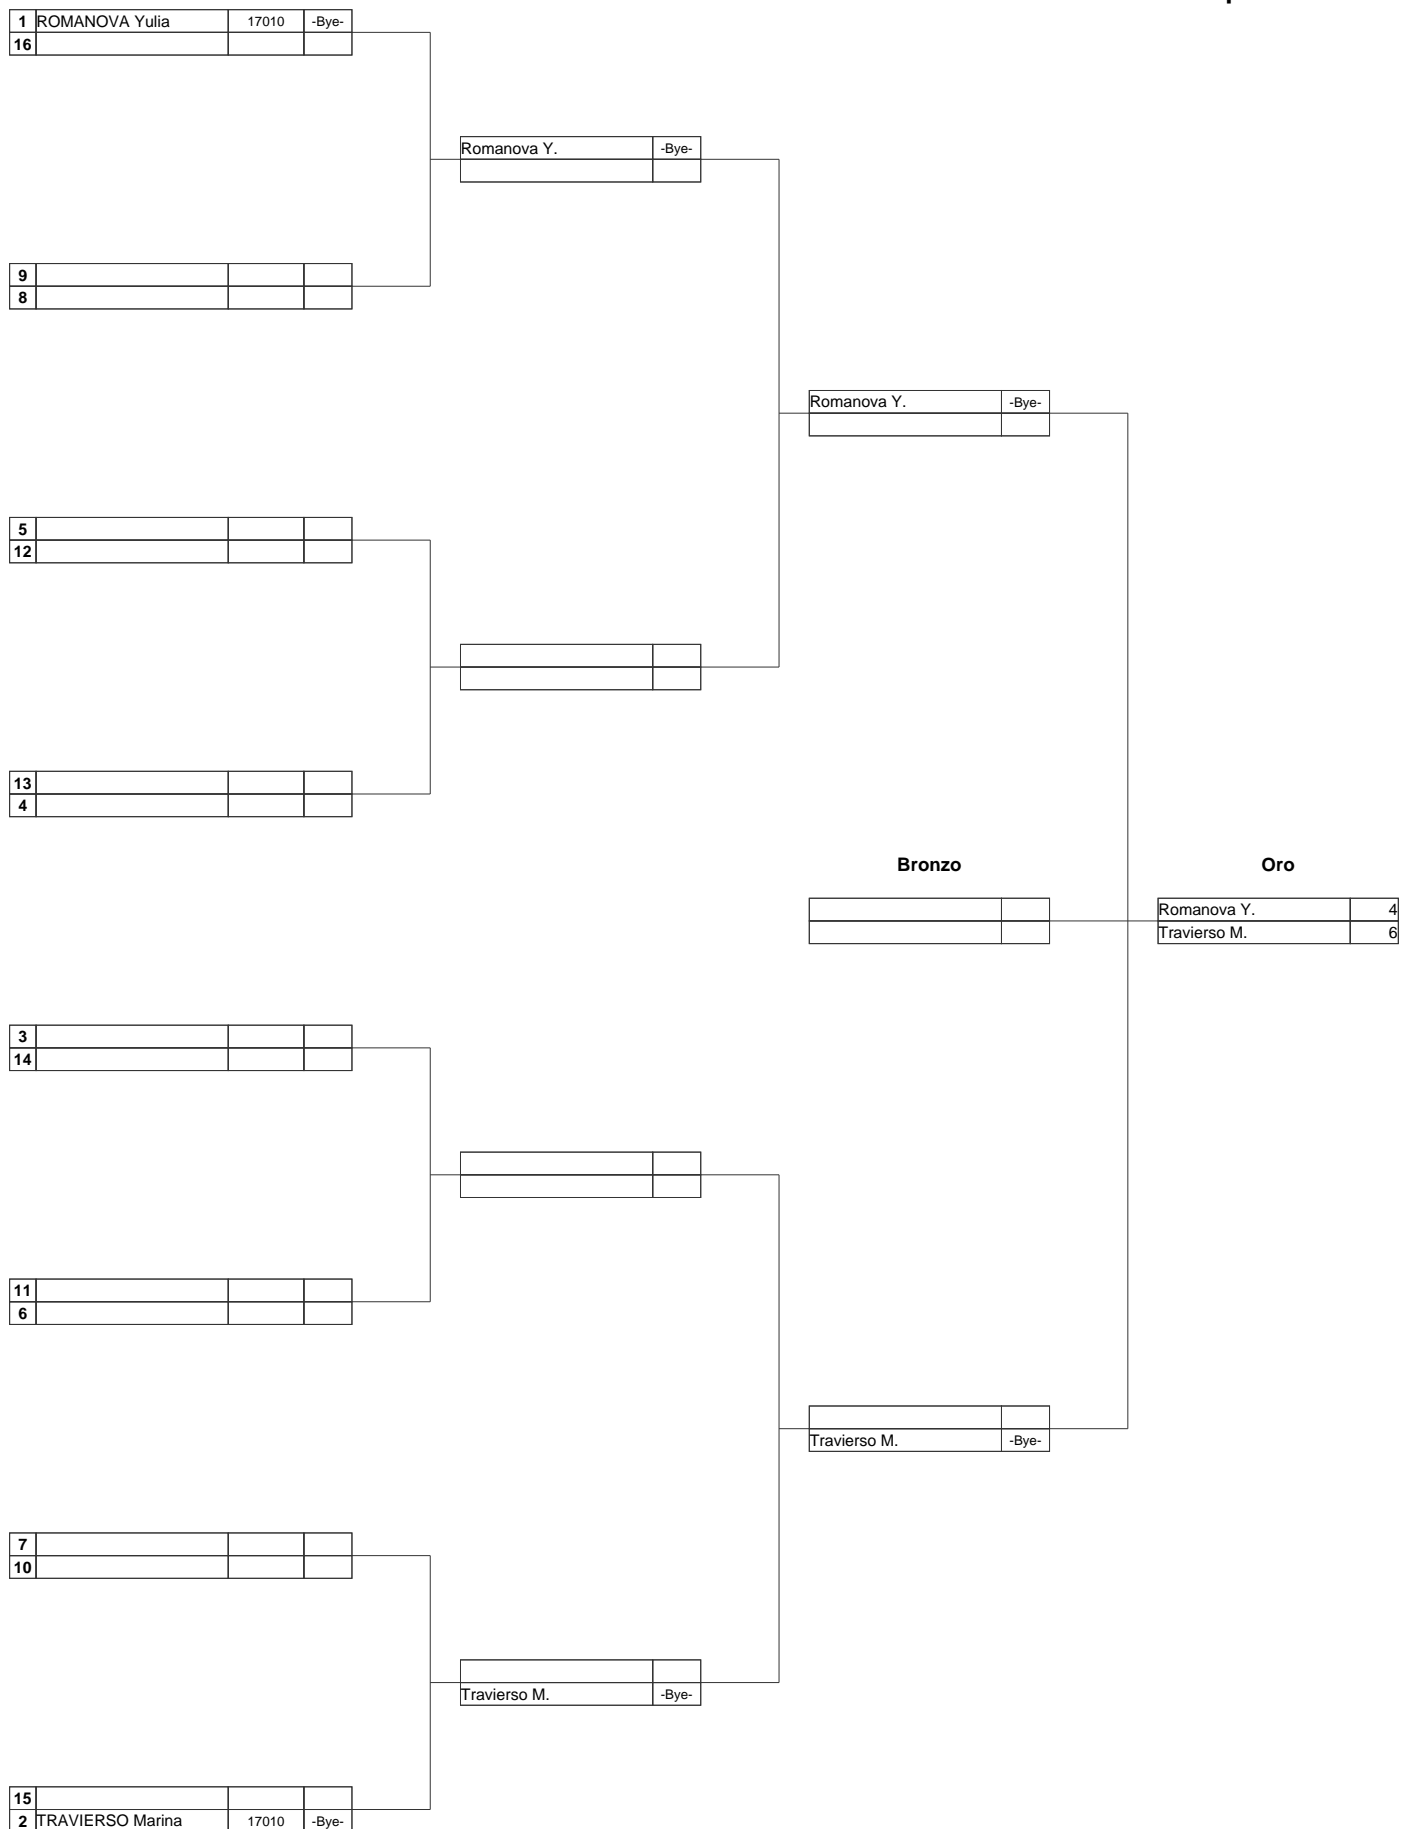 1 ROMANOVA Yulia 17010 -Bye-
16
Romanova Y. -Bye-
9
8
Romanova Y. -Bye-
5
12
13
4
Bronzo Oro
Romanova Y. 4
Travierso M. 6
3
14
11
6
Travierso M. -Bye-
7
10
Travierso M. -Bye-
15
2 TRAVIERSO Marina 17010 -Bye-